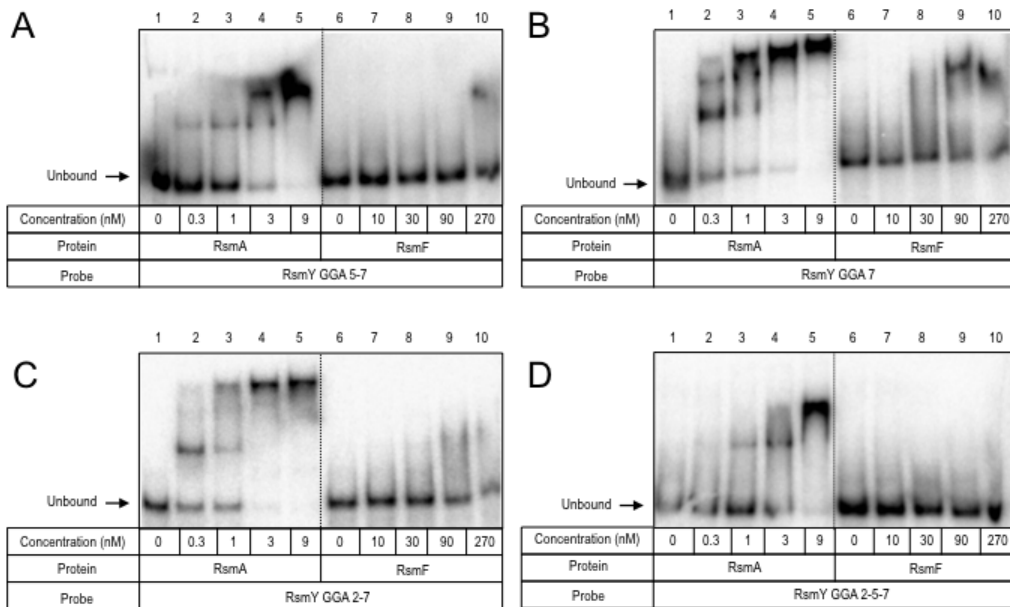 A
1 2 3 4 5 6 7 8 9 10
Unbound
Concentration (nM) 0 0.3 1 3 9 0 10 30 90 270
Protein RsmA RsmF
Probe RsmY GGA 5-7
B
1 2 3 4 5 6 7 8 9 10
Unbound
Concentration (nM) 0 0.3 1 3 9 0 10 30 90 270
Protein RsmA RsmF
Probe RsmY GGA 7
C
1 2 3 4 5 6 7 8 9 10
Unbound
Concentration (nM) 0 0.3 1 3 9 0 10 30 90 270
Protein RsmA RsmF
Probe RsmY GGA 2-7
D
1 2 3 4 5 6 7 8 9 10
Unbound
Concentration (nM) 0 0.3 1 3 9 0 10 30 90 270
Protein RsmA RsmF
Probe RsmY GGA 2-5-7